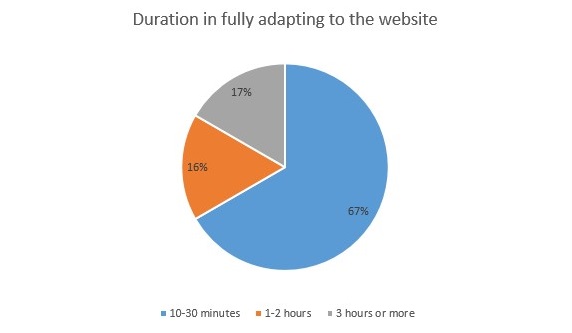 Duration in fully adapting to the website
17%
16%
67%
10-30 minutes 1-2 hours 3 hours or more